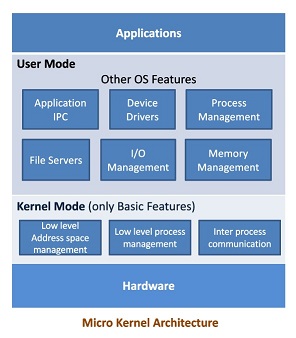 Applications
User Mode
Other OS Features
Application
IPC
Device
Drivers
Process
Management
File Servers
I/O
Management
Memory
Management
Kernel Mode (only Basic Features)
Low level
Address space
management
Low level process
management
Inter process
communication
Hardware
Micro Kernel Architecture